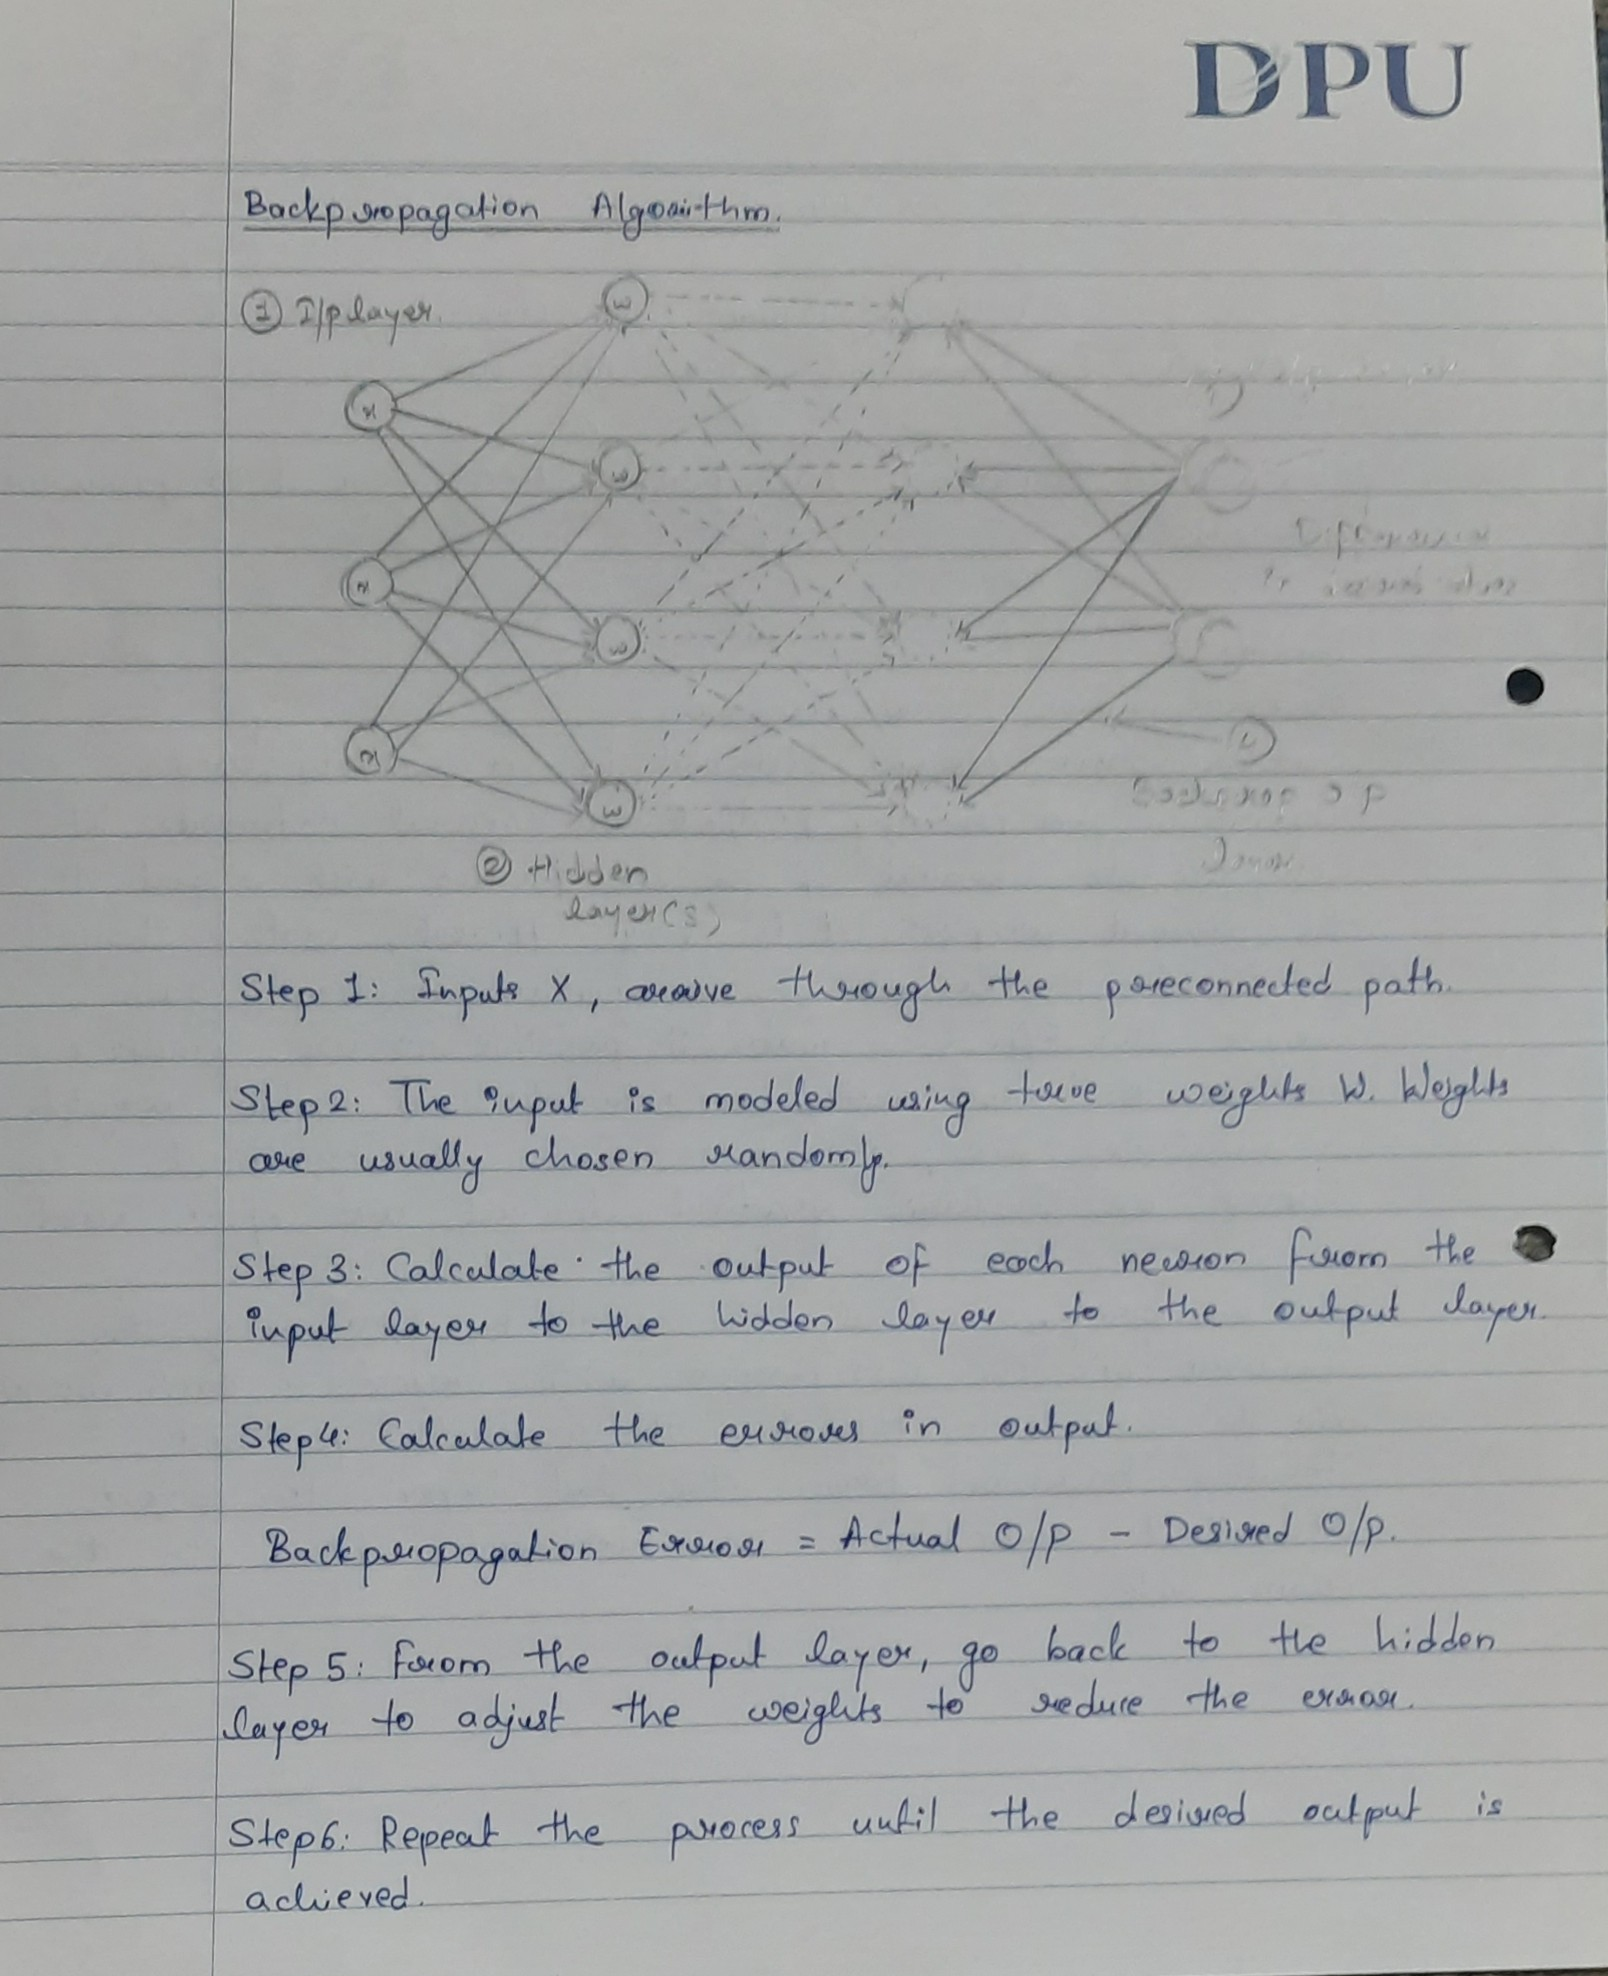 DPU
Backpropagation Algorithm.
① I/p layer.
w
x
w
x
w
x
w
② Hidden
layer(s)
Step 1: Inputs X, arrive through the preconnected path.
Step 2: The input is modeled using true weights W. Weights
are usually chosen randomly.
Step 3: Calculate the output of each neuron from the
input layer to the hidden layer to the output layer.
Step 4: Calculate the errors in output.
Backpropagation Error = Actual O/p - Desired O/p.
Step 5: From the output layer, go back to the hidden
layer to adjust the weights to reduce the error.
Step 6: Repeat the process until the desired output is
achieved.